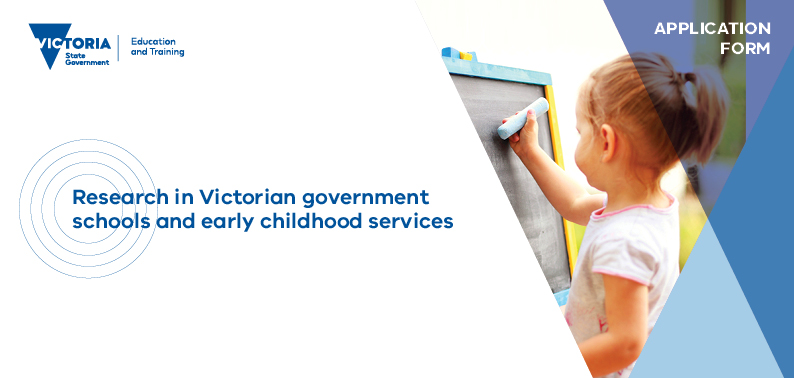 VICTORIA
State
Government
Education
and Training
APPLICATION
FORM
Research in Victorian government
schools and early childhood services